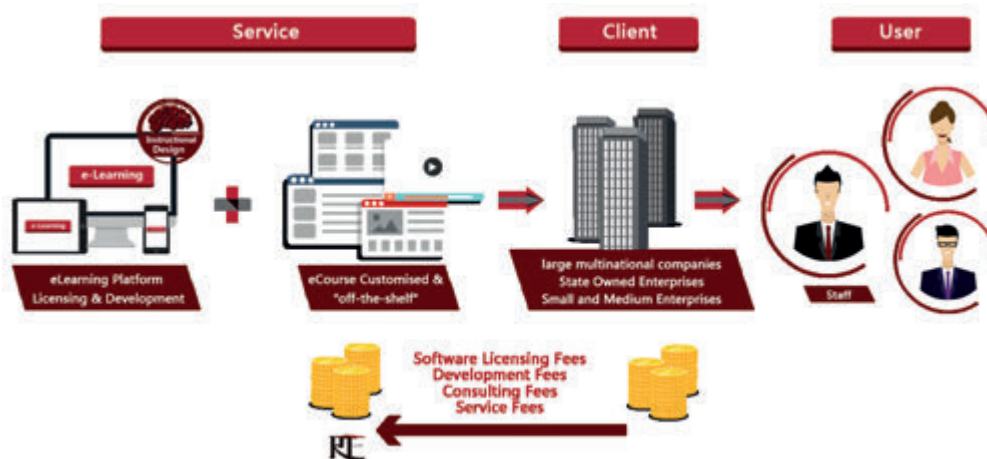 Service
Client
User
Instructional
Design
e-Learning
e-Learning
eLearning Platform
Licensing & Development
eCourse Customised &
"off-the-shelf"
large multinational companies
State Owned Enterprises
Small and Medium Enterprises
Staff
Software Licensing Fees
Development Fees
Consulting Fees
Service Fees